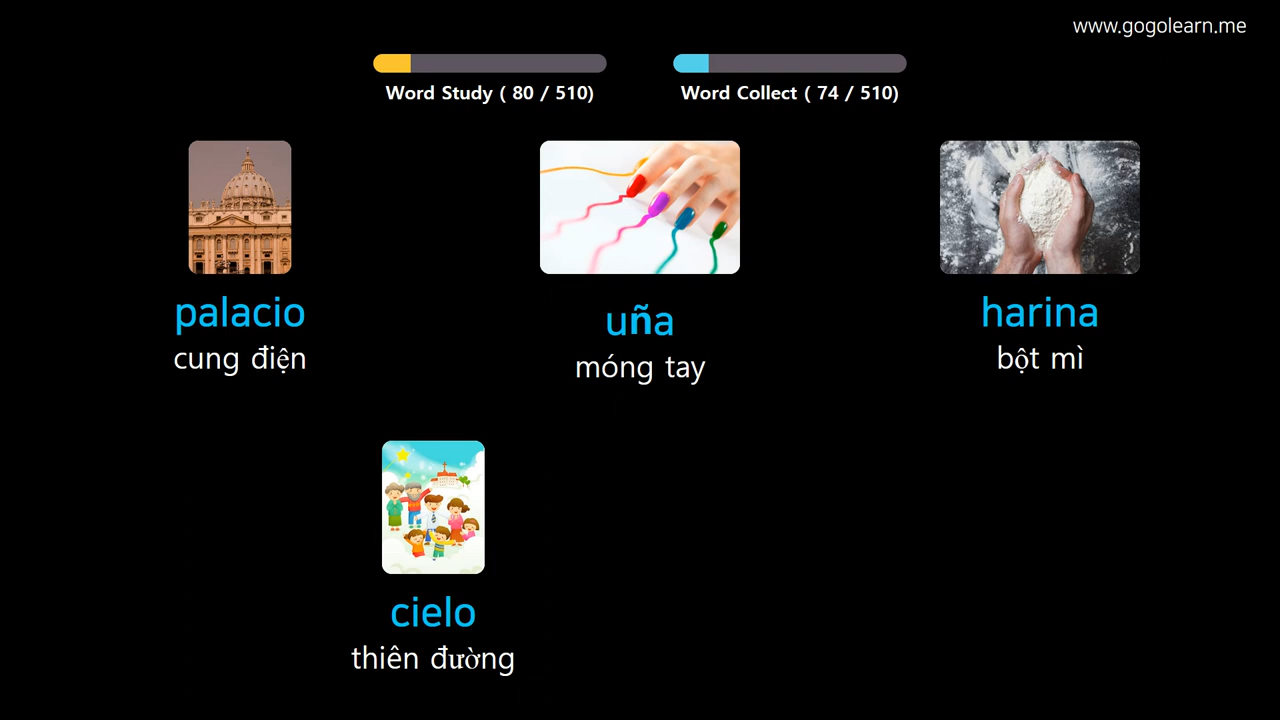 www.gogolearn.me
Word Study ( 80 / 510)
Word Collect ( 74 / 510)
palacio
cung điện
uña
móng tay
harina
bột mì
cielo
thiên đường